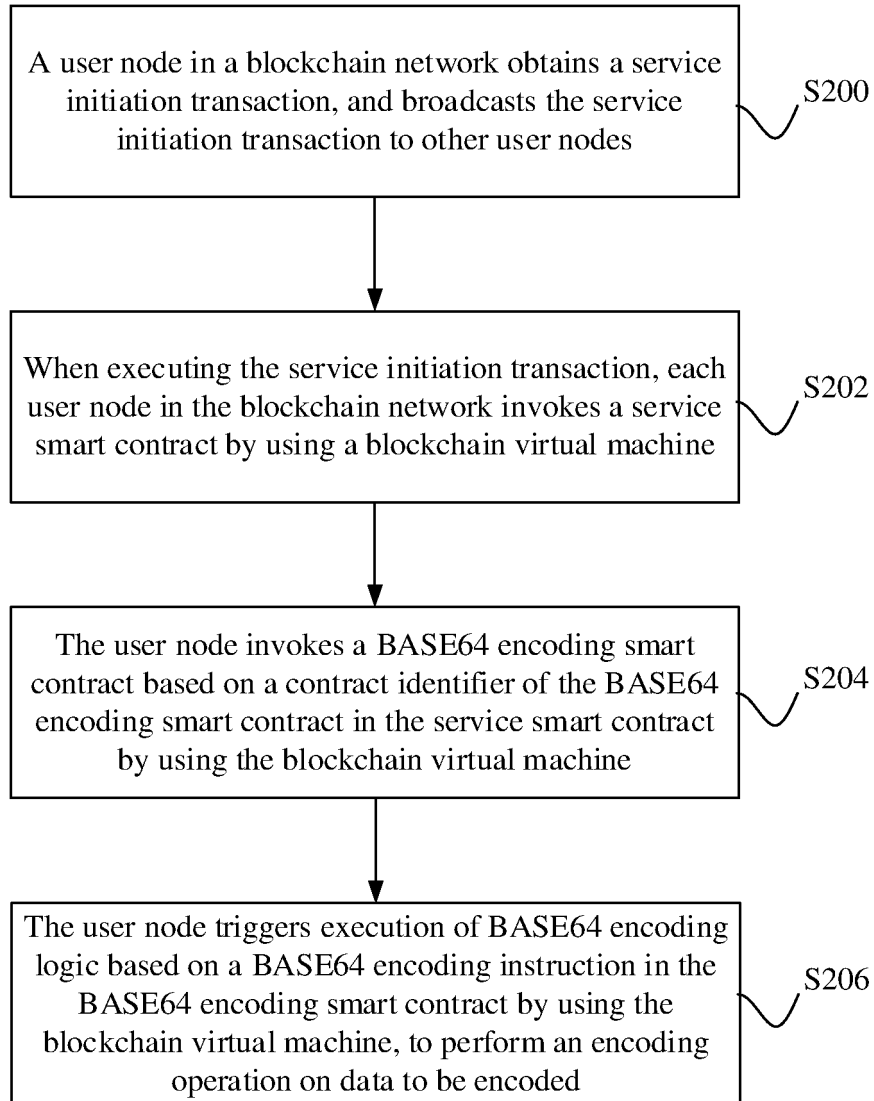 A user node in a blockchain network obtains a service
initiation transaction, and broadcasts the service
initiation transaction to other user nodes
S200
When executing the service initiation transaction, each
user node in the blockchain network invokes a service
smart contract by using a blockchain virtual machine
S202
The user node invokes a BASE64 encoding smart
contract based on a contract identifier of the BASE64
encoding smart contract in the service smart contract
by using the blockchain virtual machine
S204
The user node triggers execution of BASE64 encoding
logic based on a BASE64 encoding instruction in the
BASE64 encoding smart contract by using the
blockchain virtual machine, to perform an encoding
operation on data to be encoded
S206